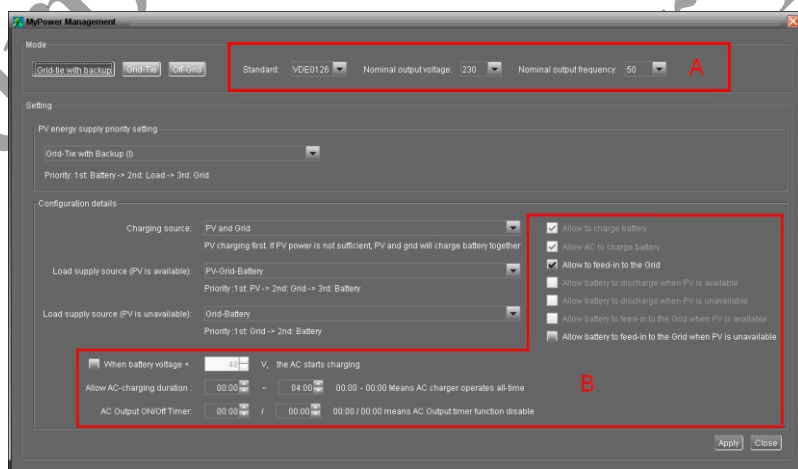 MyPower Management
Mode
Grid-tie with backup Grid-Tie Off-Grid Standard: VDE0126 Nominal output voltage: 230 Nominal output frequency: 50 A
Setting
PV energy supply priority setting
Grid-Tie with Backup (I)
Priority: 1st: Battery -> 2nd: Load -> 3rd: Grid
Configuration details
Charging source: PV and Grid Allow to charge battery
PV charging first. If PV power is not sufficient, PV and grid will charge battery together Allow AC to charge battery
Allow to feed-in to the Grid
Load supply source (PV is available): PV-Grid-Battery Allow battery to discharge when PV is available
Priority :1st: PV -> 2nd: Grid -> 3rd: Battery Allow battery to discharge when PV is unavailable
Load supply source (PV is unavailable): Grid-Battery Allow battery to feed-in to the Grid when PV is available
Priority :1st: Grid -> 2nd: Battery Allow battery to feed-in to the Grid when PV is unavailable
When battery voltage < 49 V, the AC starts charging
B
Allow AC-charging duration : 00:00 ~ 04:00 00:00 - 00:00 Means AC charger operates all-time
AC Output ON/Off Timer: 00:00 / 00:00 00:00 / 00:00 means AC Output timer function disable
Apply Close